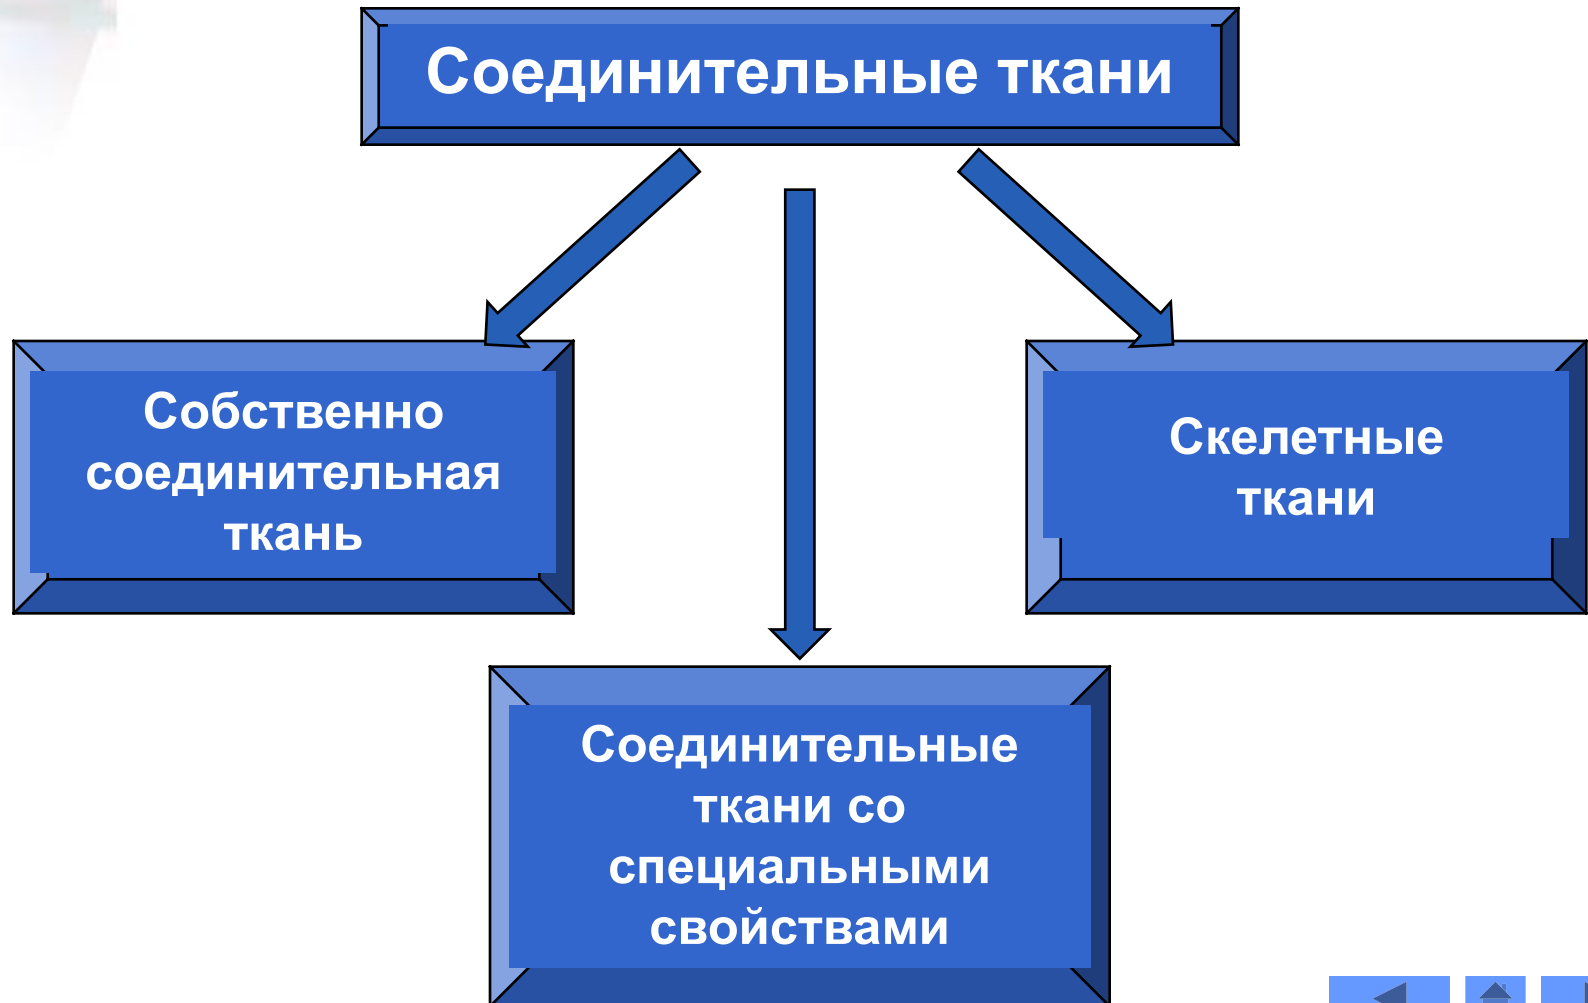 Соединительные ткани
Собственно
соединительная
ткань
Скелетные
ткани
Соединительные
ткани со
специальными
свойствами